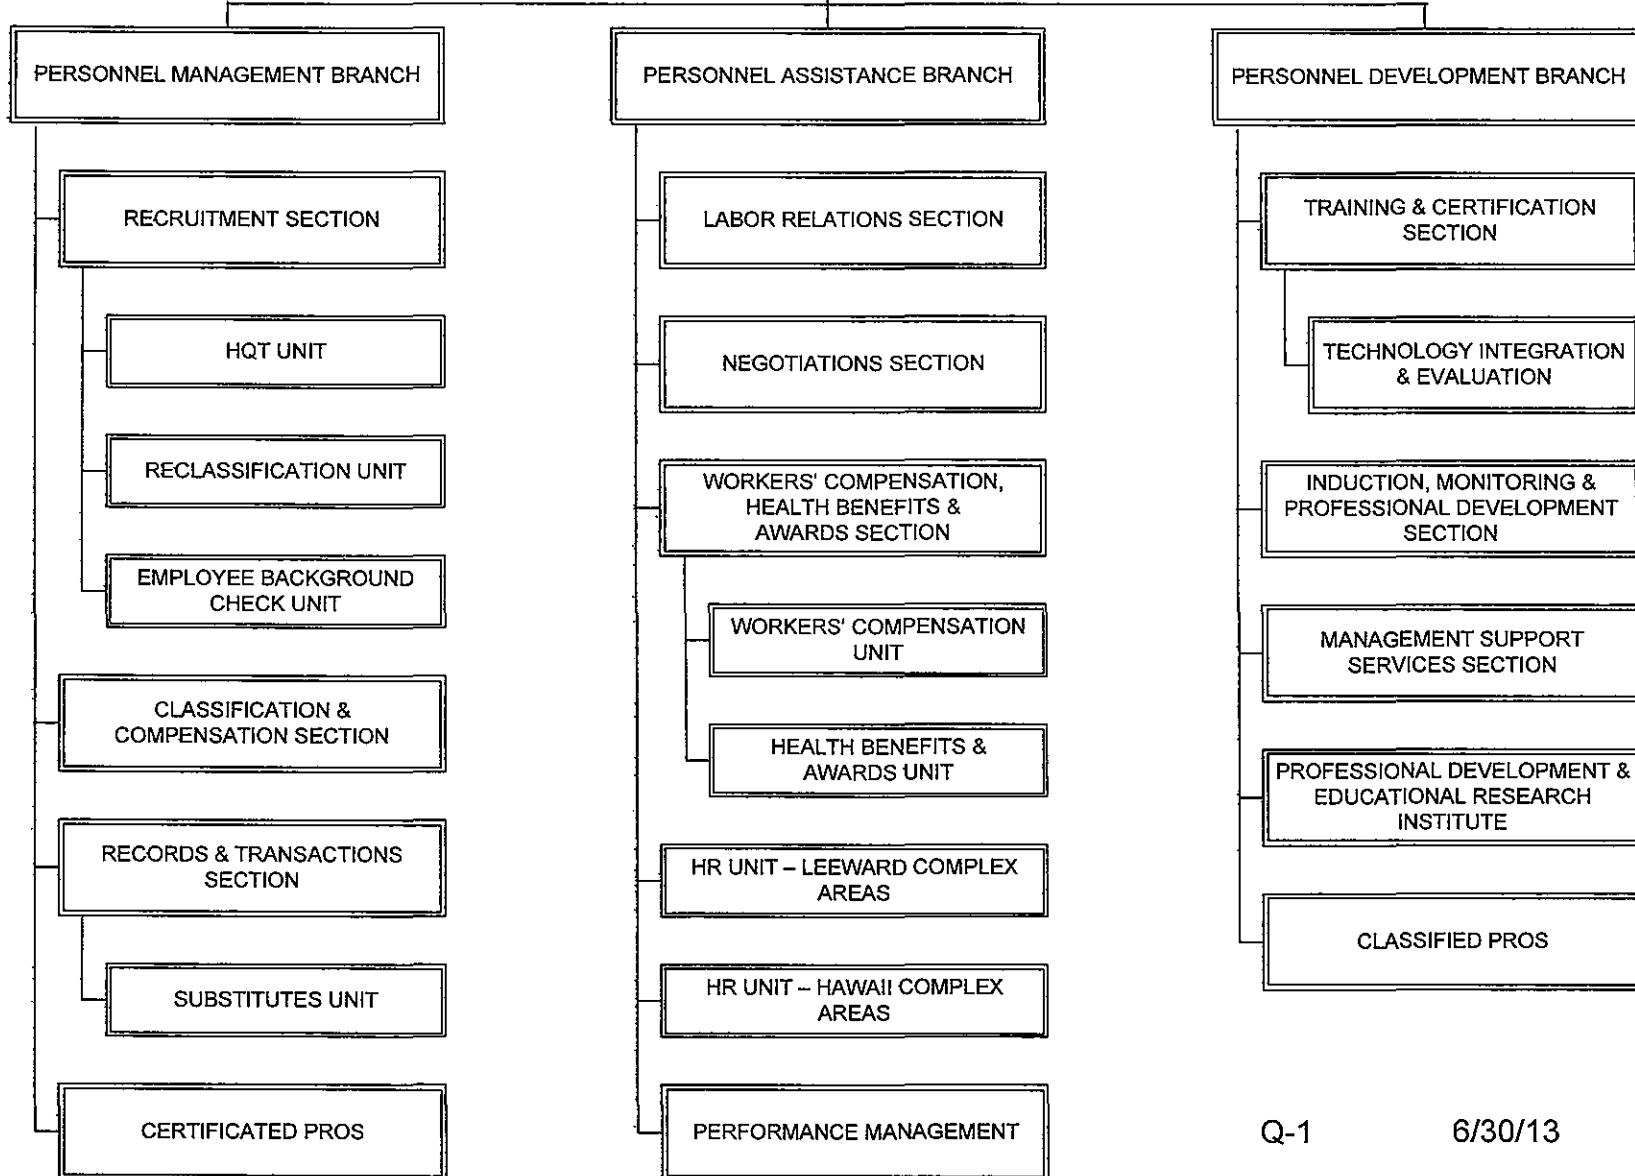 PERSONNEL MANAGEMENT BRANCH
RECRUITMENT SECTION
HQT UNIT
RECLASSIFICATION UNIT
EMPLOYEE BACKGROUND
CHECK UNIT
CLASSIFICATION &
COMPENSATION SECTION
RECORDS & TRANSACTIONS
SECTION
SUBSTITUTES UNIT
CERTIFICATED PROS
PERSONNEL ASSISTANCE BRANCH
LABOR RELATIONS SECTION
NEGOTIATIONS SECTION
WORKERS' COMPENSATION,
HEALTH BENEFITS &
AWARDS SECTION
WORKERS' COMPENSATION
UNIT
HEALTH BENEFITS &
AWARDS UNIT
HR UNIT – LEEWARD COMPLEX
AREAS
HR UNIT – HAWAII COMPLEX
AREAS
PERFORMANCE MANAGEMENT
PERSONNEL DEVELOPMENT BRANCH
TRAINING & CERTIFICATION
SECTION
TECHNOLOGY INTEGRATION
& EVALUATION
INDUCTION, MONITORING &
PROFESSIONAL DEVELOPMENT
SECTION
MANAGEMENT SUPPORT
SERVICES SECTION
PROFESSIONAL DEVELOPMENT &
EDUCATIONAL RESEARCH
INSTITUTE
CLASSIFIED PROS
Q-1 6/30/13